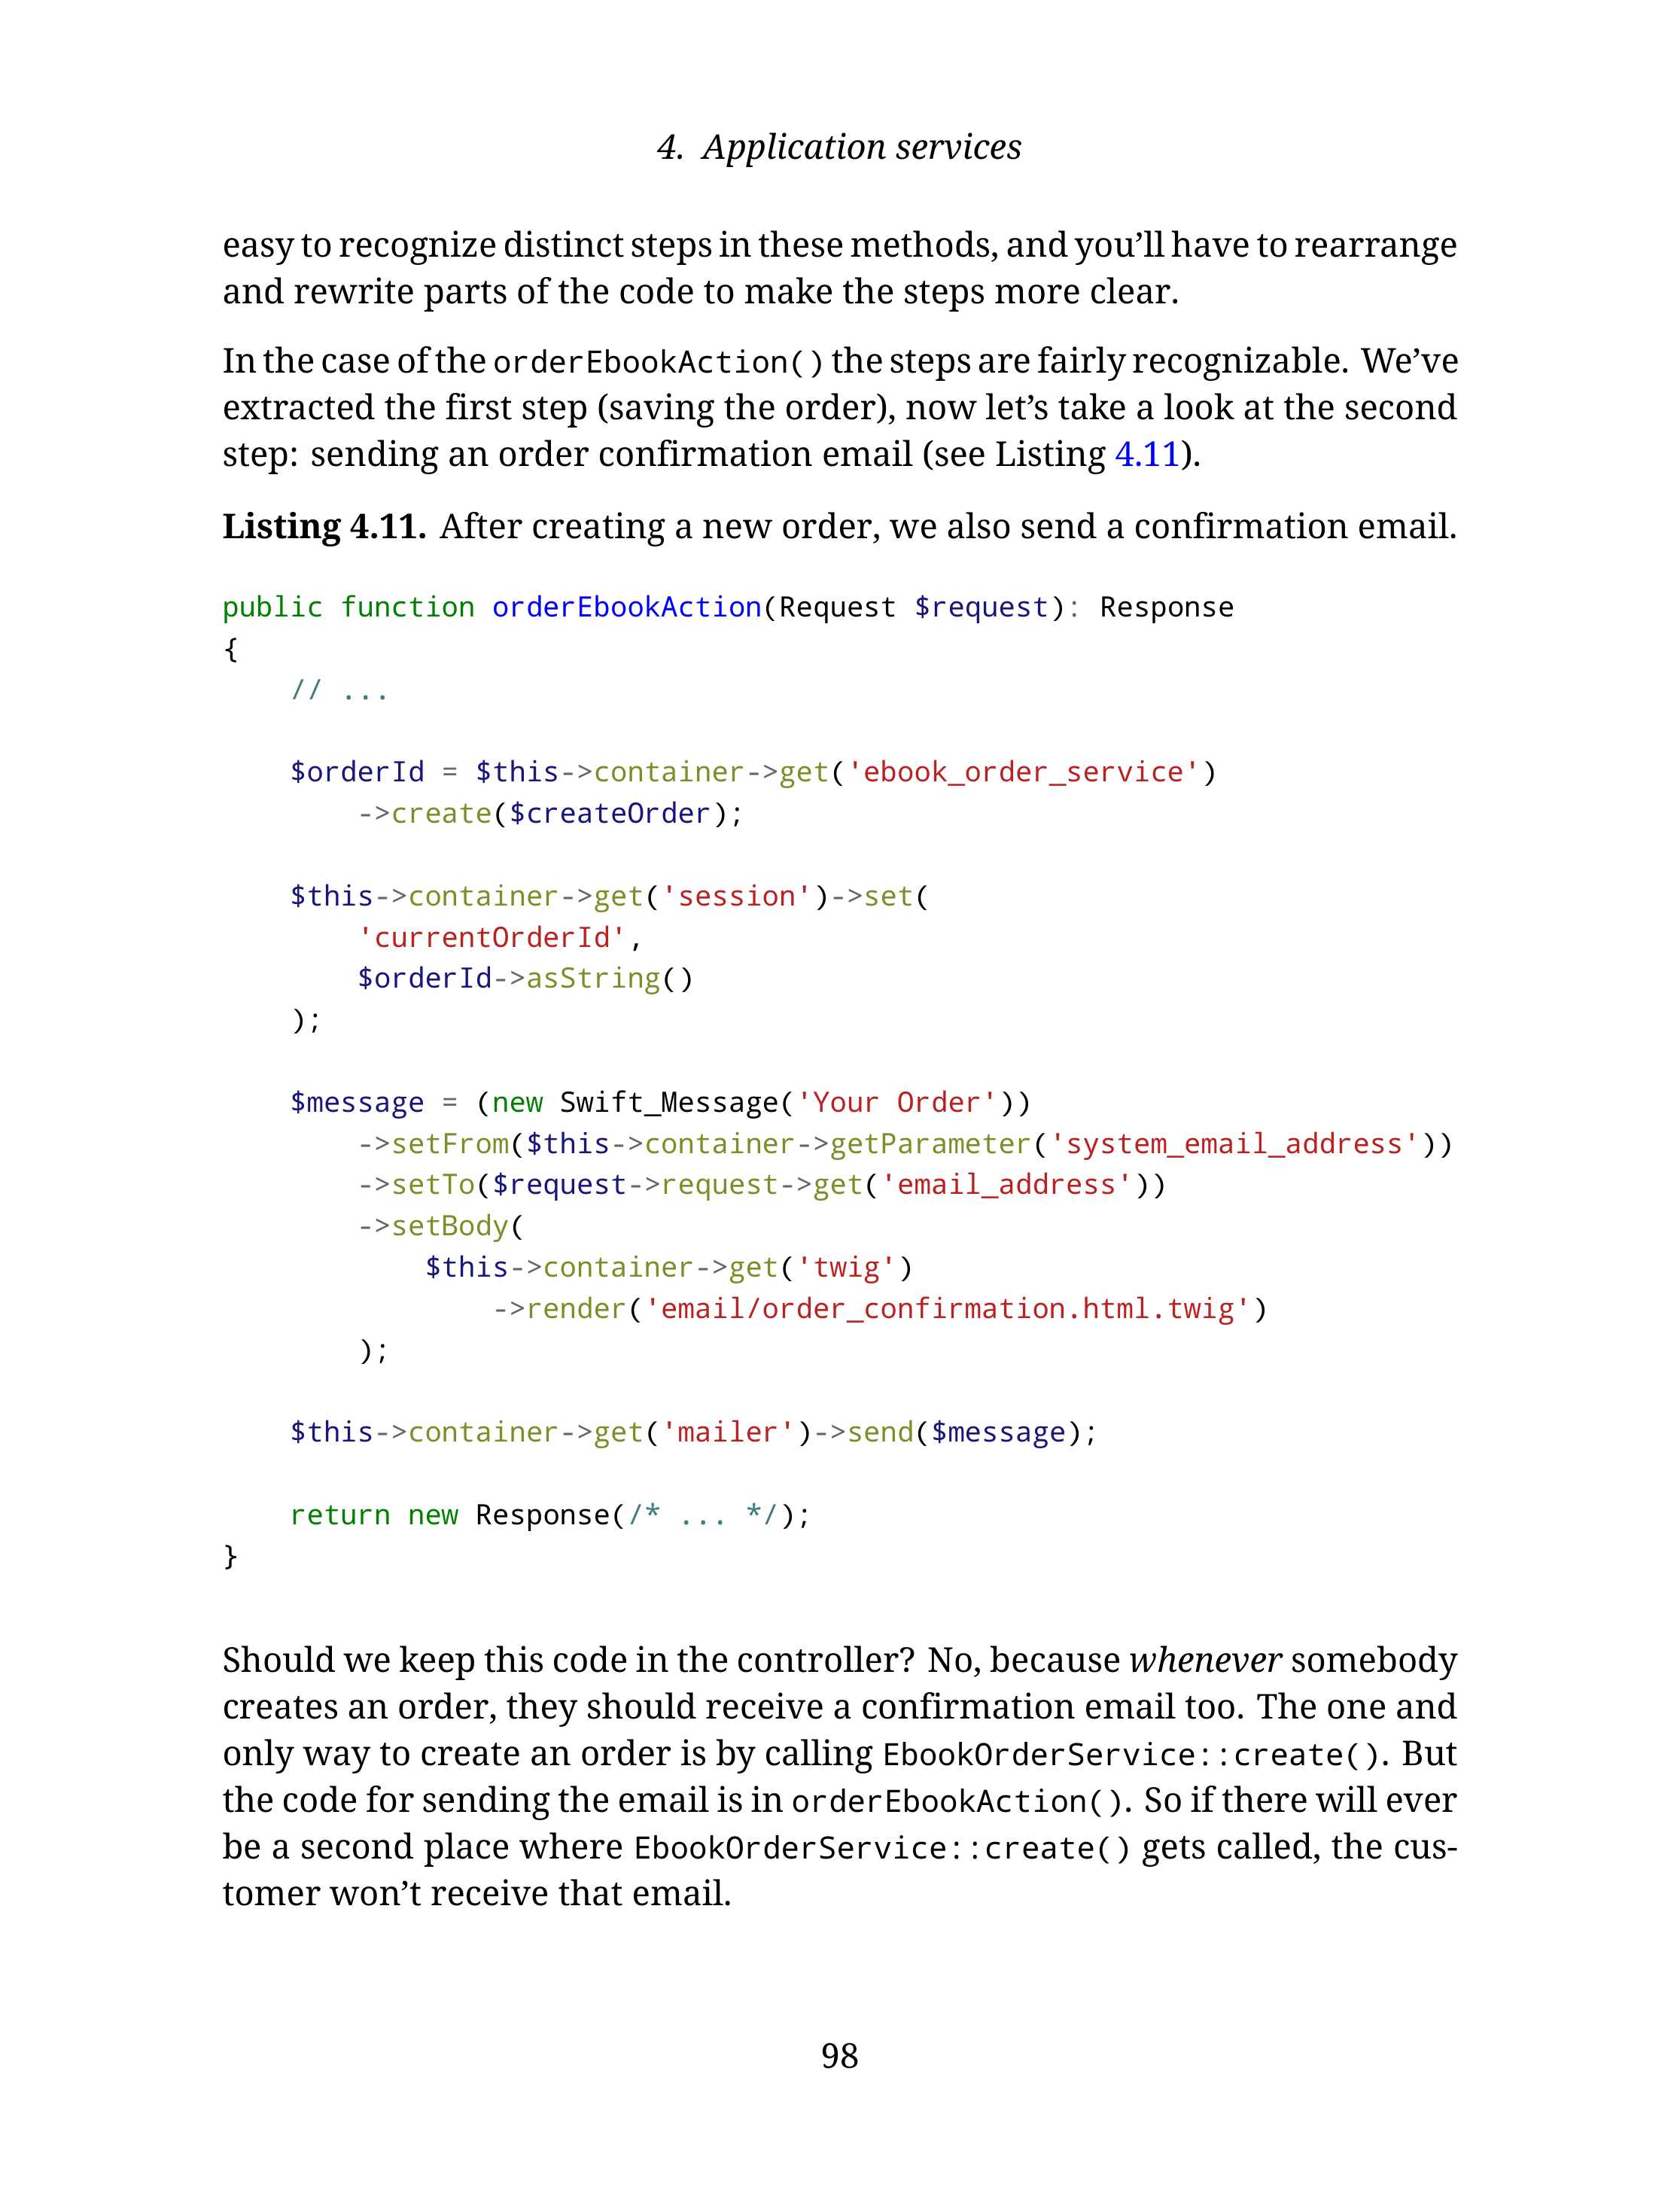 4. Application services
easy to recognize distinct steps in these methods, and you’ll have to rearrange
and rewrite parts of the code to make the steps more clear.
In the case of the orderEbookAction() the steps are fairly recognizable. We’ve
extracted the first step (saving the order), now let’s take a look at the second
step: sending an order confirmation email (see Listing 4.11).
Listing 4.11. After creating a new order, we also send a confirmation email.
public function orderEbookAction(Request $request): Response
{
    // ...
    $orderId = $this->container->get('ebook_order_service')
        ->create($createOrder);
    $this->container->get('session')->set(
        'currentOrderId',
        $orderId->asString()
    );
    $message = (new Swift_Message('Your Order'))
        ->setFrom($this->container->getParameter('system_email_address'))
        ->setTo($request->request->get('email_address'))
        ->setBody(
            $this->container->get('twig')
                ->render('email/order_confirmation.html.twig')
        );
    $this->container->get('mailer')->send($message);
    return new Response(/* ... */);
}
Should we keep this code in the controller? No, because whenever somebody
creates an order, they should receive a confirmation email too. The one and
only way to create an order is by calling EbookOrderService::create(). But
the code for sending the email is in orderEbookAction(). So if there will ever
be a second place where EbookOrderService::create() gets called, the cus-
tomer won’t receive that email.
98